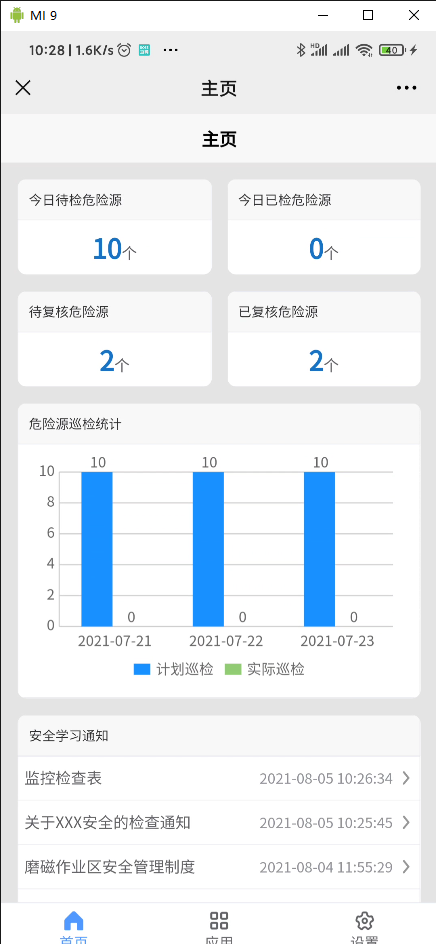 MI 9
10:28 | 1.6K/s
HD
40
主页
主页
今日待检危险源
今日已检危险源
10个
0个
待复核危险源
已复核危险源
2个
2个
危险源巡检统计
10 10 10
10
8
6
4
2
0
0 0 0
2021-07-21 2021-07-22 2021-07-23
计划巡检 实际巡检
安全学习通知
监控检查表 2021-08-05 10:26:34
关于XXX安全的检查通知 2021-08-05 10:25:45
磨磁作业区安全管理制度 2021-08-04 11:55:29
首页 应用 设置